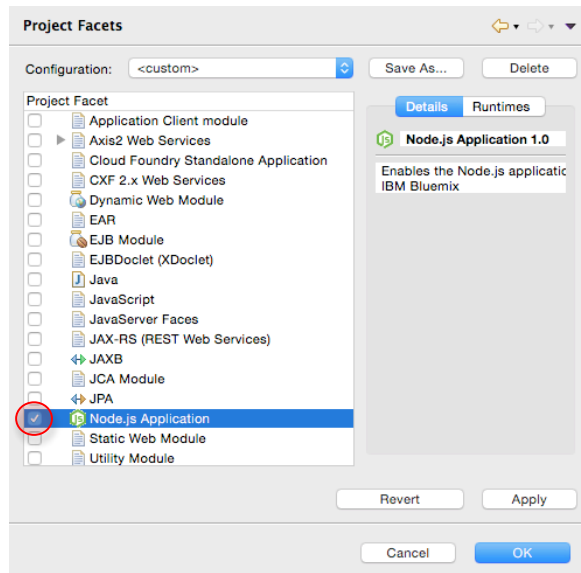 Project Facets
Configuration: <custom> Save As... Delete
Project Facet
Application Client module
Axis2 Web Services
Cloud Foundry Standalone Application
CXF 2.x Web Services
Dynamic Web Module
EAR
EJB Module
EJBDoclet (XDoclet)
Java
JavaScript
JavaServer Faces
JAX-RS (REST Web Services)
JAXB
JCA Module
JPA
Node.js Application
Static Web Module
Utility Module
Details Runtimes
Node.js Application 1.0
Enables the Node.js applicatic
IBM Bluemix
Revert Apply
Cancel OK